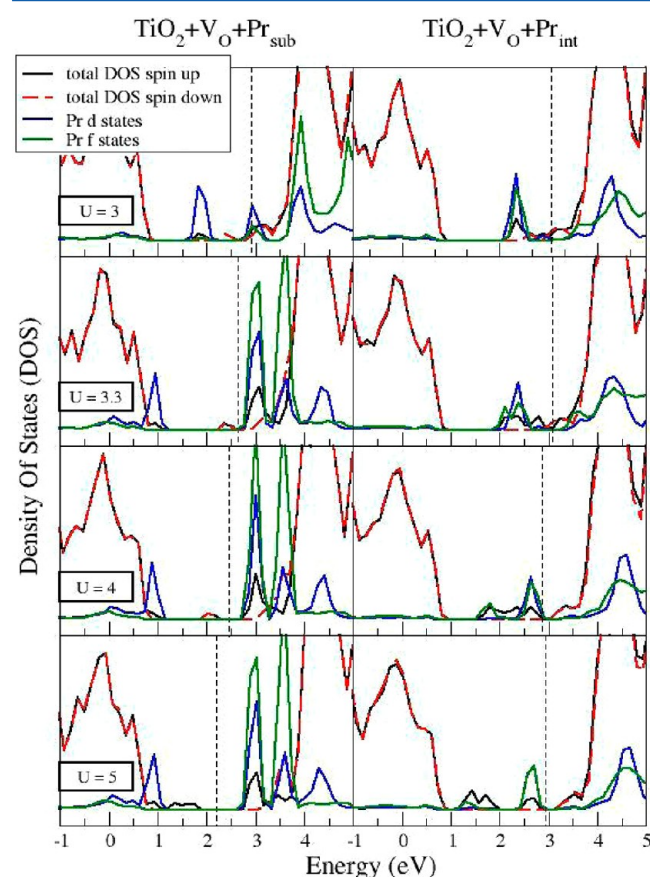 TiO2+VO+Prsub TiO2+VO+Print
total DOS spin up
total DOS spin down
Pr d states
Pr f states
U = 3
U = 3.3
U = 4
U = 5
Density Of States (DOS)
-1 0 1 2 3 4 5 -1 0 1 2 3 4 5
Energy (eV)